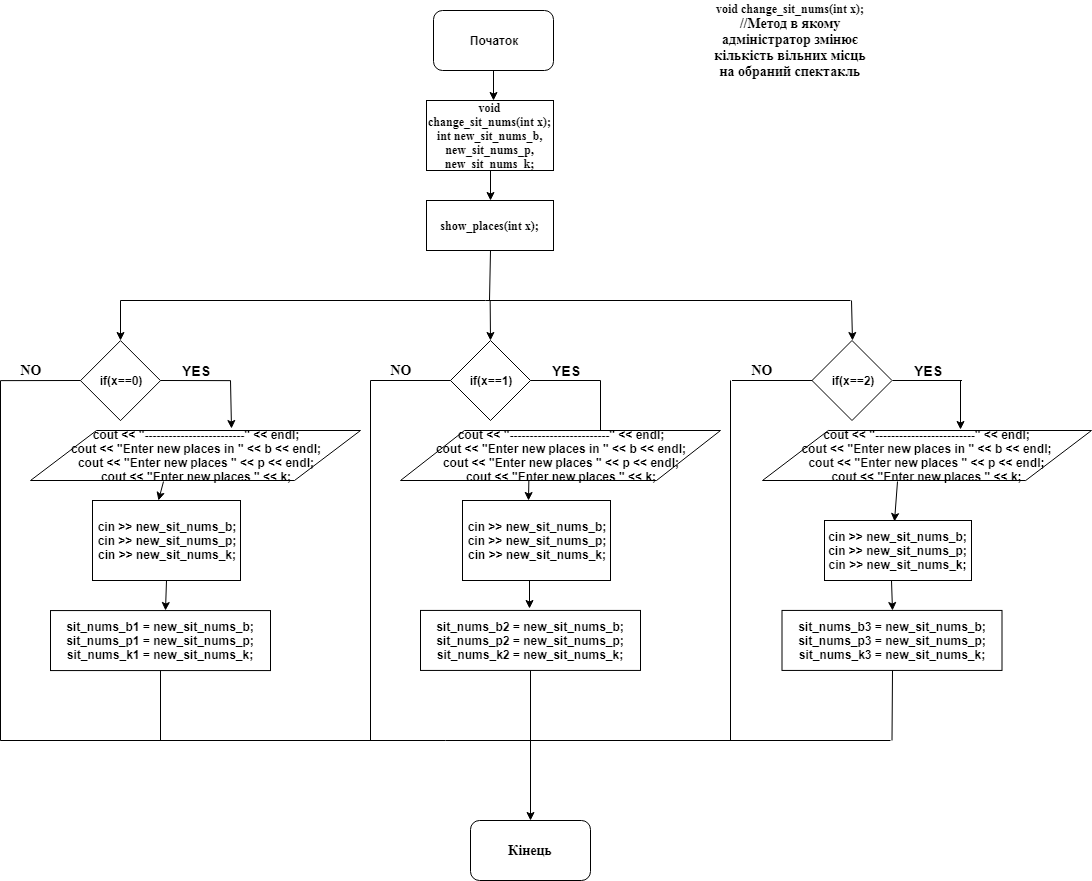 void change_sit_nums(int x);
//Метод в якому
адміністратор змінює
кількість вільних місць
на обраний спектакль
Початок
void
change_sit_nums(int x);
int new_sit_nums_b,
new_sit_nums_p,
new_sit_nums_k;
show_places(int x);
NO
if(x==0)
YES
cout << "--------------------------" << endl;
cout << "Enter new places in " << b << endl;
cout << "Enter new places " << p << endl;
cout << "Enter new places " << k;
cin >> new_sit_nums_b;
cin >> new_sit_nums_p;
cin >> new_sit_nums_k;
sit_nums_b1 = new_sit_nums_b;
sit_nums_p1 = new_sit_nums_p;
sit_nums_k1 = new_sit_nums_k;
NO
if(x==1)
YES
cout << "--------------------------" << endl;
cout << "Enter new places in " << b << endl;
cout << "Enter new places " << p << endl;
cout << "Enter new places " << k;
cin >> new_sit_nums_b;
cin >> new_sit_nums_p;
cin >> new_sit_nums_k;
sit_nums_b2 = new_sit_nums_b;
sit_nums_p2 = new_sit_nums_p;
sit_nums_k2 = new_sit_nums_k;
NO
if(x==2)
YES
cout << "--------------------------" << endl;
cout << "Enter new places in " << b << endl;
cout << "Enter new places " << p << endl;
cout << "Enter new places " << k;
cin >> new_sit_nums_b;
cin >> new_sit_nums_p;
cin >> new_sit_nums_k;
sit_nums_b3 = new_sit_nums_b;
sit_nums_p3 = new_sit_nums_p;
sit_nums_k3 = new_sit_nums_k;
Кінець